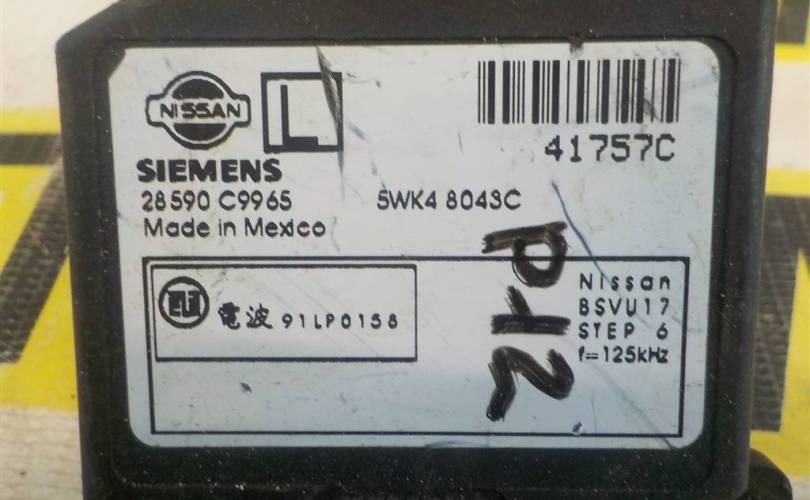 NISSAN L
41757C
SIEMENS
28590 C9965 5WK4 8043C
Made in Mexico
電波 91LP0158
Nissan
BSVU17
STEP 6
f=125kHz
P12